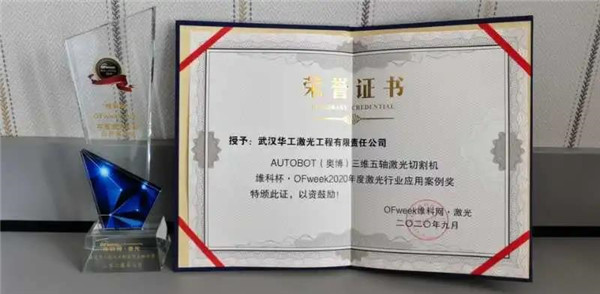 荣誉证书
HONORARY CREDENTIAL
授予：武汉华工激光工程有限责任公司
AUTOBOT（奥博）三维五轴激光切割机
维科杯·OFweek2020年度激光行业应用案例奖
特颁此证，以资鼓励！
OFweek维科网·激光
二〇二〇年九月